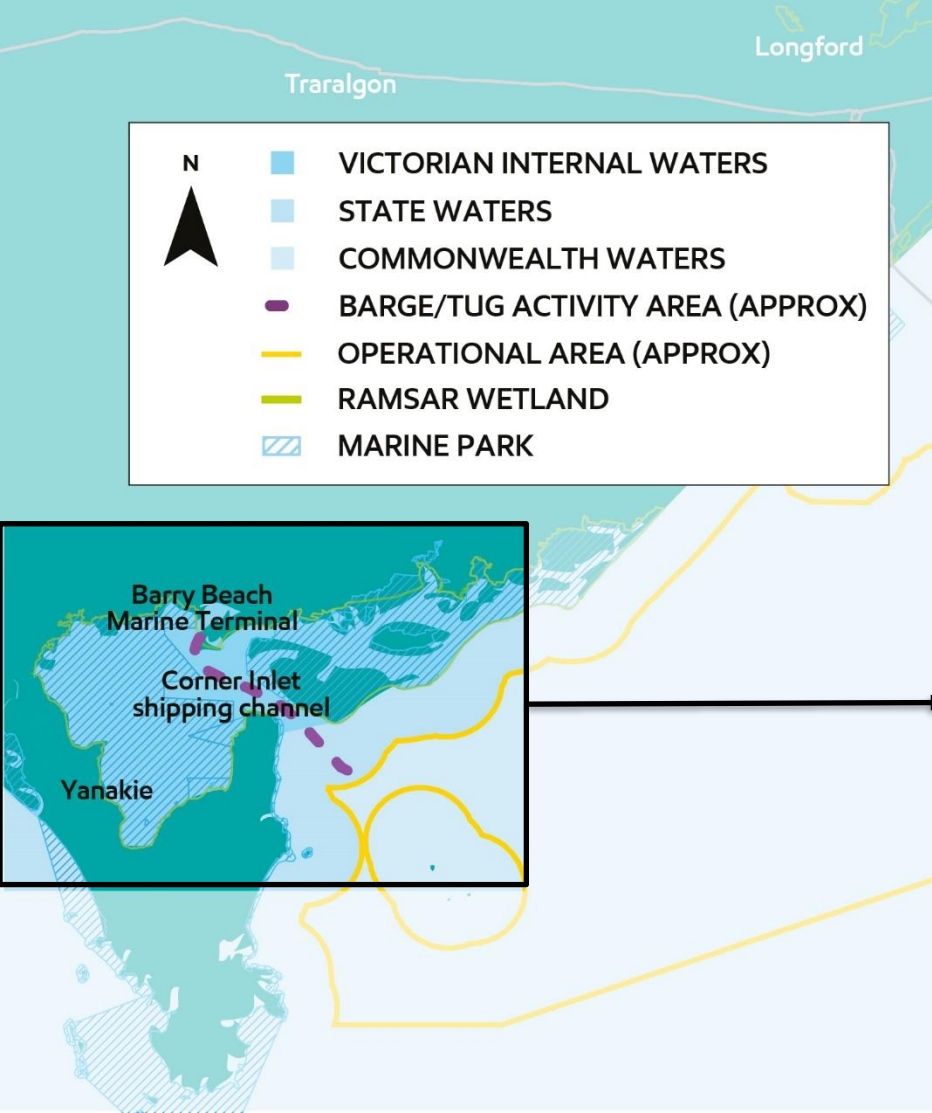 Longford
Traralgon
N
VICTORIAN INTERNAL WATERS
STATE WATERS
COMMONWEALTH WATERS
BARGE/TUG ACTIVITY AREA (APPROX)
OPERATIONAL AREA (APPROX)
RAMSAR WETLAND
MARINE PARK
Barry Beach
Marine Terminal
Corner Inlet
shipping channel
Yanakie